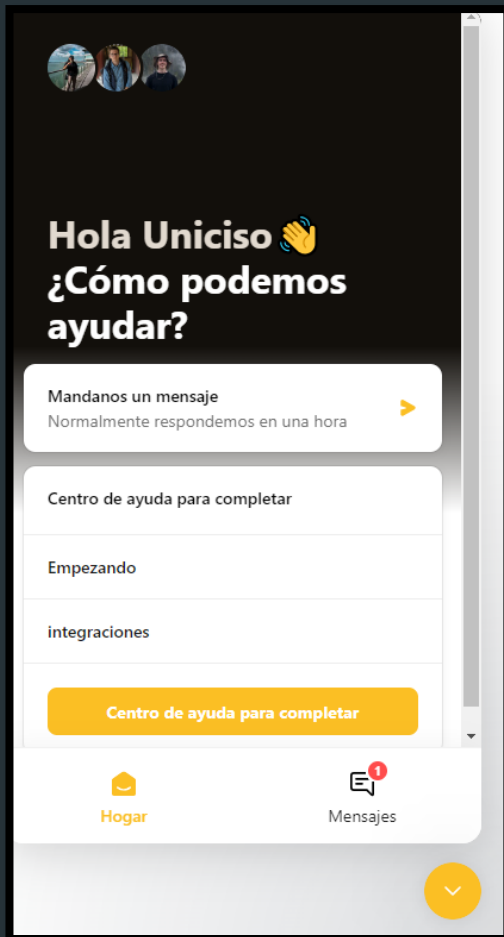 Hola Uniciso👋
¿Cómo podemos
ayudar?
Mandanos un mensaje
Normalmente respondemos en una hora
Centro de ayuda para completar
Empezando
integraciones
Centro de ayuda para completar
1
Hogar
Mensajes